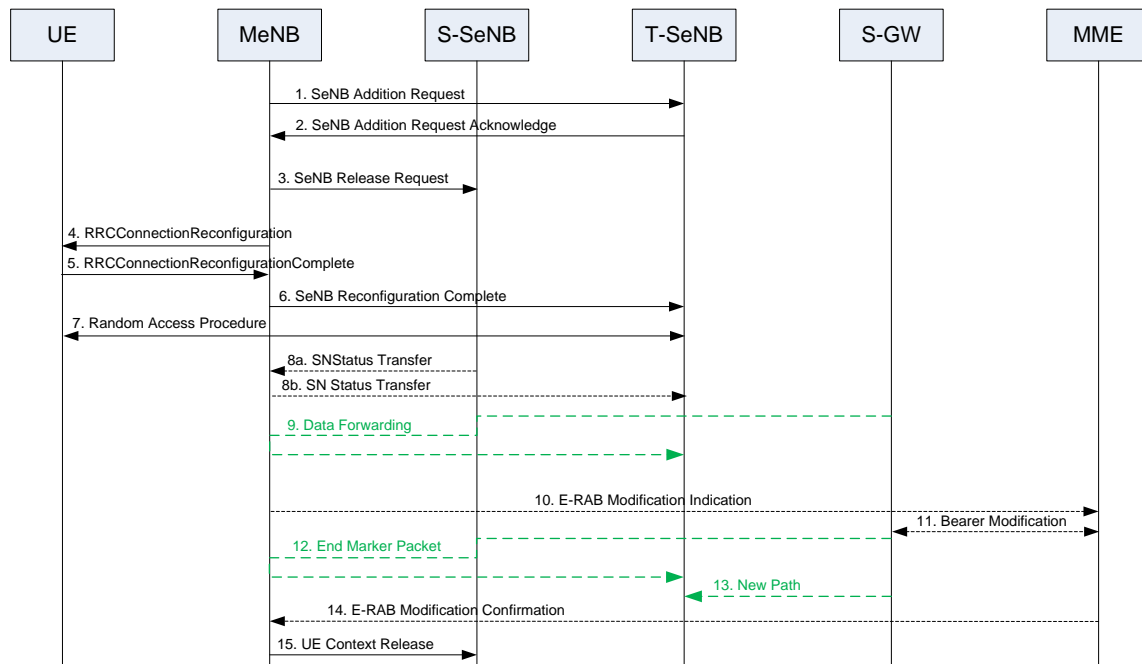 UE
MeNB
S-SeNB
T-SeNB
S-GW
MME
1. SeNB Addition Request
2. SeNB Addition Request Acknowledge
3. SeNB Release Request
4. RRCConnectionReconfiguration
5. RRCConnectionReconfigurationComplete
6. SeNB Reconfiguration Complete
7. Random Access Procedure
8a. SNStatus Transfer
8b. SN Status Transfer
9. Data Forwarding
10. E-RAB Modification Indication
11. Bearer Modification
12. End Marker Packet
13. New Path
14. E-RAB Modification Confirmation
15. UE Context Release